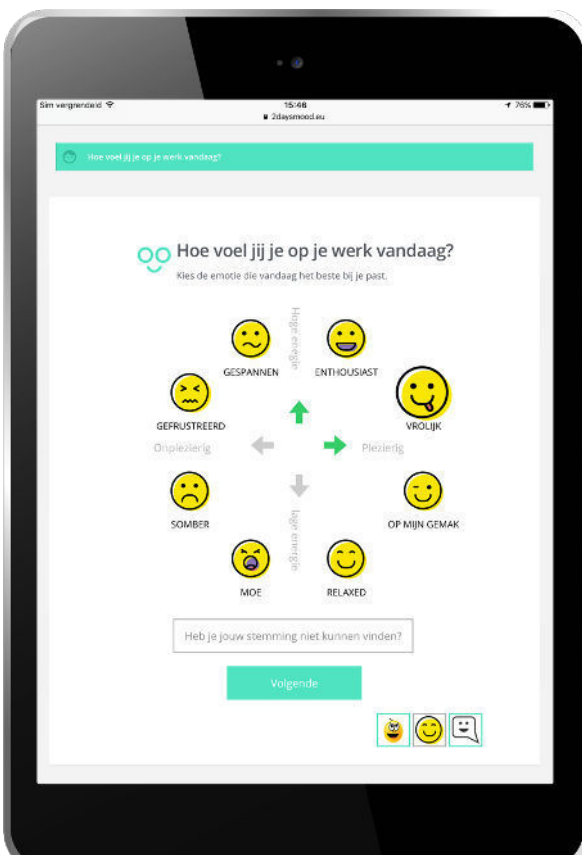 Sim vergrendeld
15:46
76%
2daysmood.eu
Hoe voel jij je op je werk vandaag?
Hoe voel jij je op je werk vandaag?
Kies de emotie die vandaag het beste bij je past.
Hoge energie
GESPANNEN
ENTHOUSIAST
GEFRUSTREERD
VROLIJK
Onplezierig
Plezierig
SOMBER
OP MIJN GEMAK
lage energie
MOE
RELAXED
Heb je jouw stemming niet kunnen vinden?
Volgende